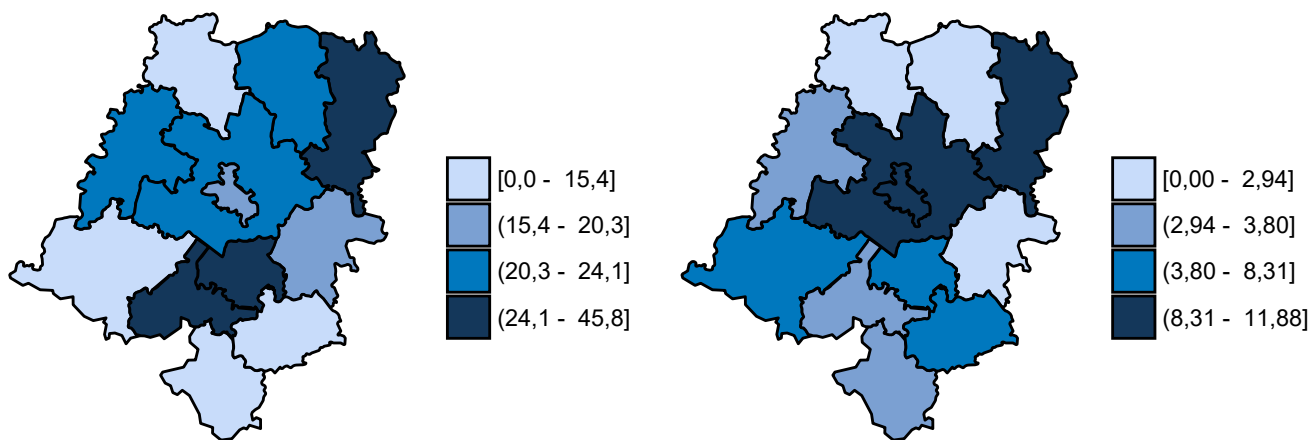 [0,0 - 15,4]
(15,4 - 20,3]
(20,3 - 24,1]
(24,1 - 45,8]
[0,00 - 2,94]
(2,94 - 3,80]
(3,80 - 8,31]
(8,31 - 11,88]